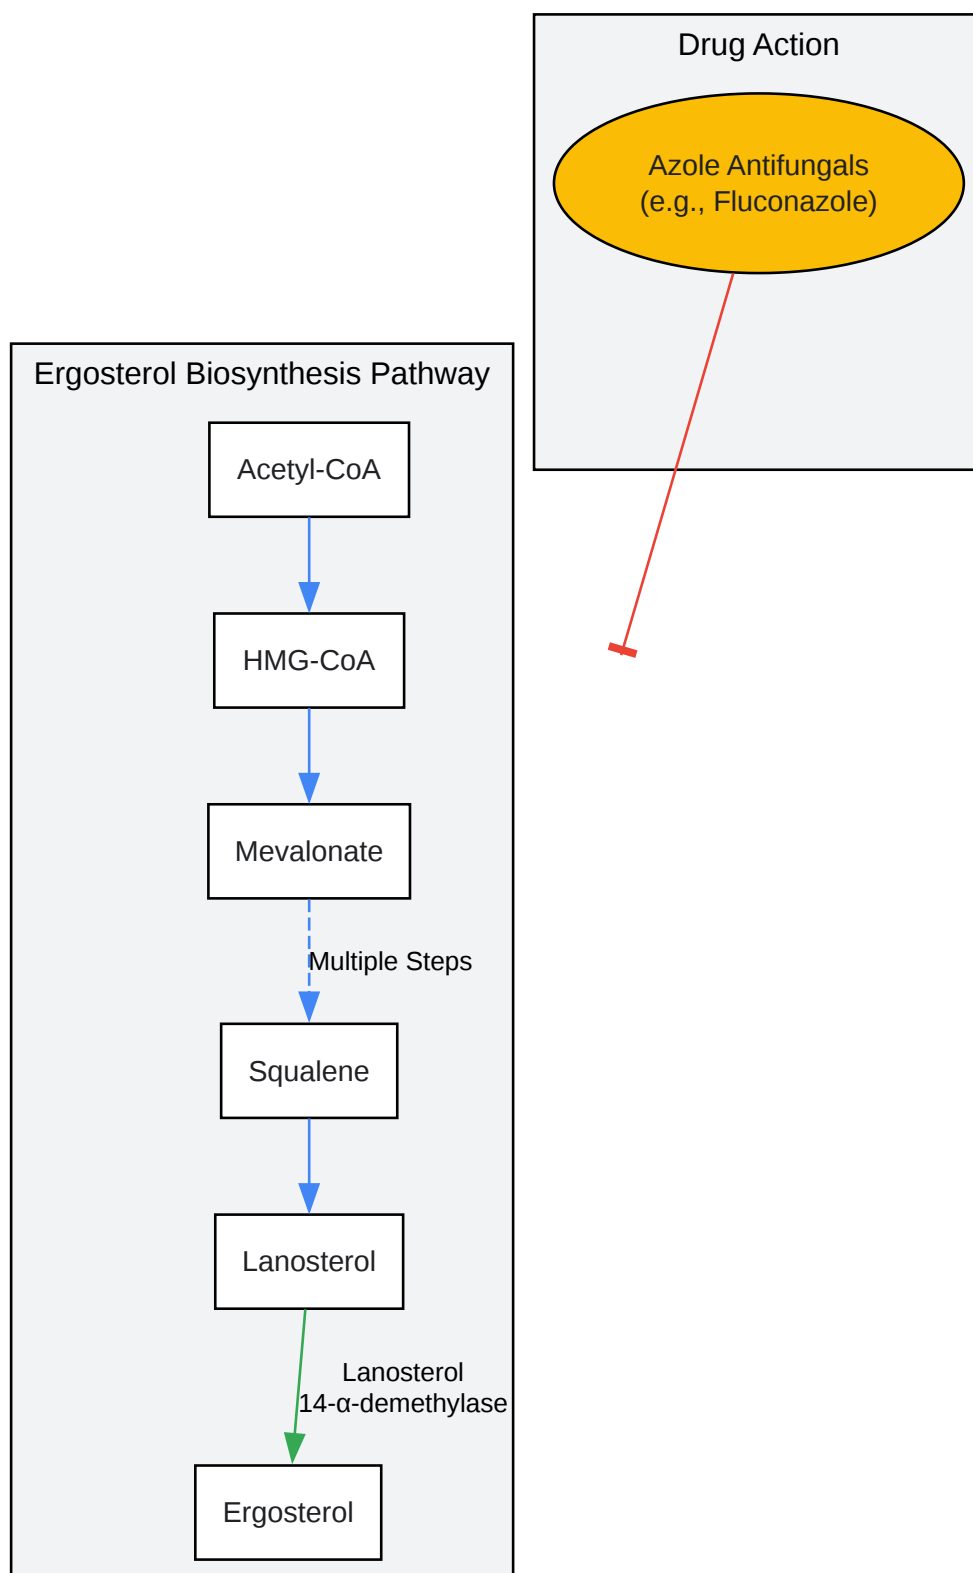 Drug Action
Azole Antifungals
(e.g., Fluconazole)
Ergosterol Biosynthesis Pathway
Acetyl-CoA
HMG-CoA
Mevalonate
Multiple Steps
Squalene
Lanosterol
Lanosterol
14-α-demethylase
Ergosterol